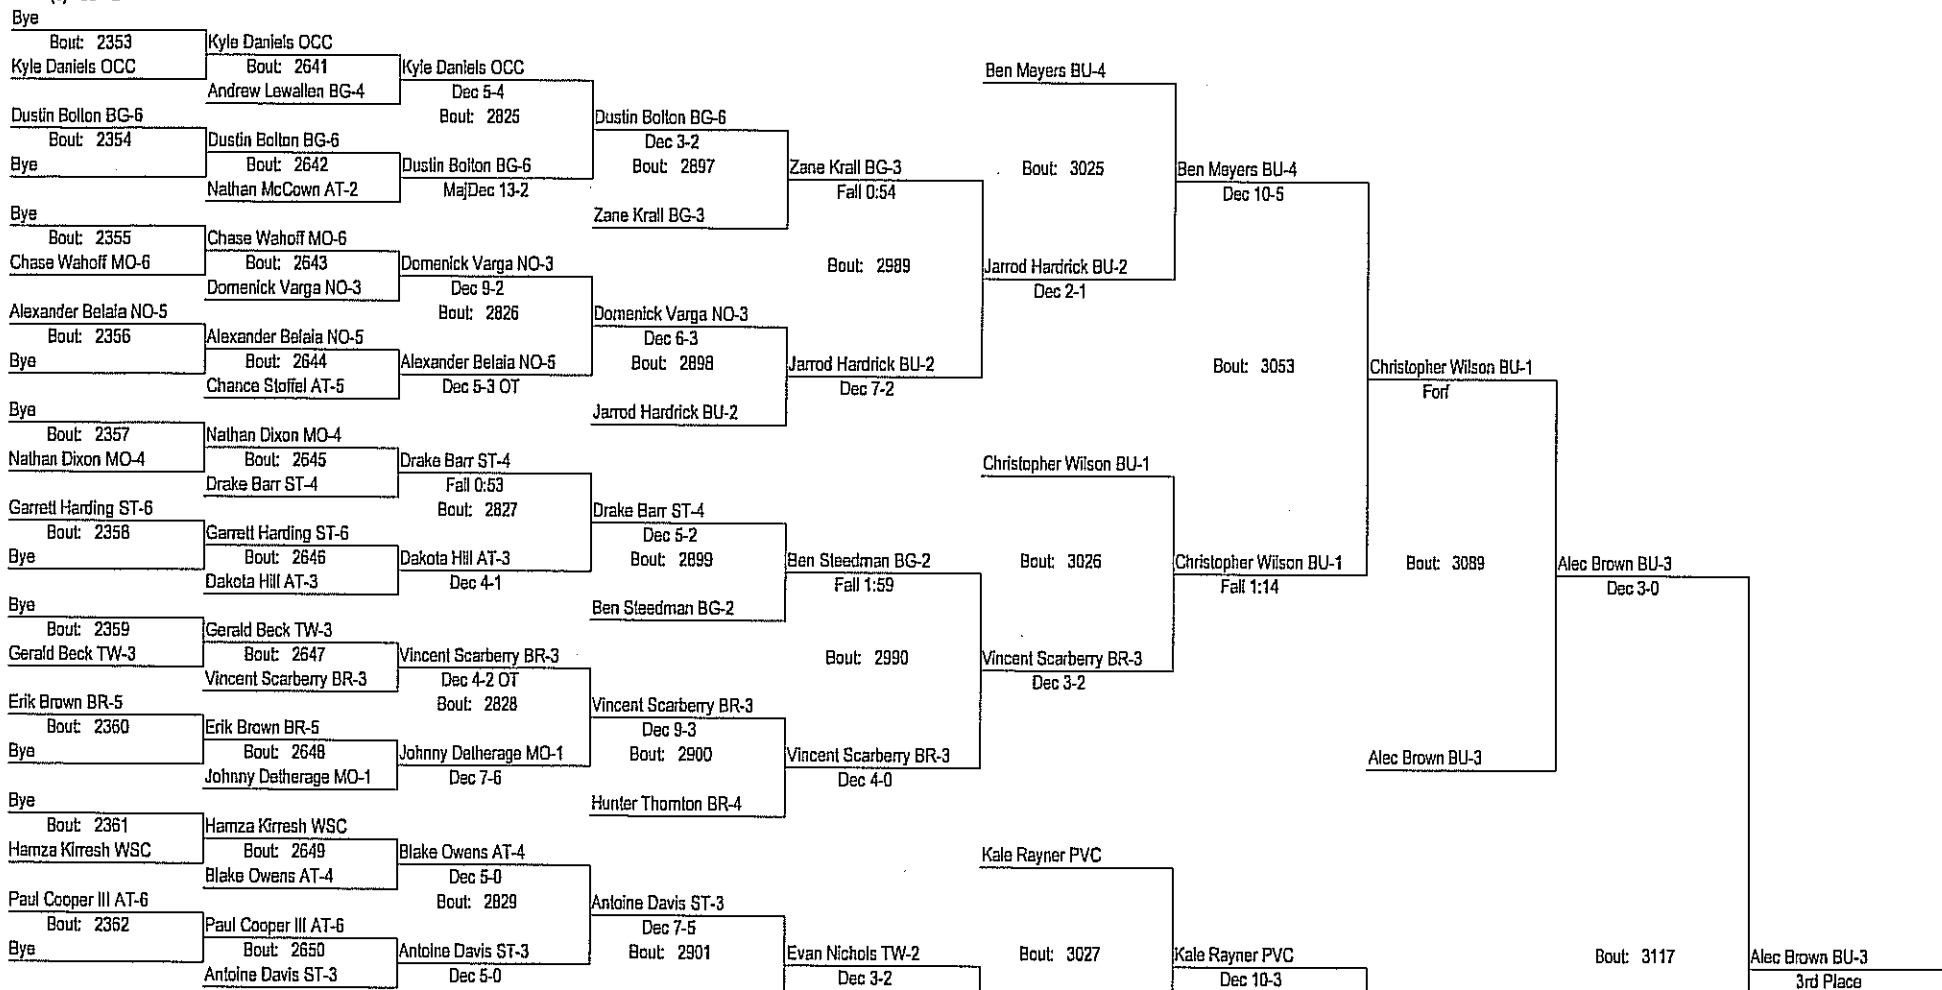 Bye
Bout: 2353
Kyle Daniels OCC
Kyle Daniels OCC
Bout: 2641
Andrew Lewallen BG-4
Kyle Daniels OCC
Dec 5-4
Bout: 2825
Dustin Bolton BG-6
Bout: 2354
Bye
Dustin Bolton BG-6
Bout: 2642
Nathan McCown AT-2
Dustin Bolton BG-6
MajDec 13-2
Dustin Bolton BG-6
Dec 3-2
Bout: 2897
Zane Krall BG-3
Zane Krall BG-3
Fall 0:54
Bye
Bout: 2355
Chase Wahoff MO-6
Chase Wahoff MO-6
Bout: 2643
Domenick Varga NO-3
Domenick Varga NO-3
Dec 9-2
Bout: 2826
Alexander Belaia NO-5
Bout: 2356
Bye
Alexander Belaia NO-5
Bout: 2644
Chance Stoffel AT-5
Alexander Belaia NO-5
Dec 5-3 OT
Domenick Varga NO-3
Dec 6-3
Bout: 2898
Jarrod Hardrick BU-2
Jarrod Hardrick BU-2
Dec 7-2
Bout: 2989
Ben Meyers BU-4
Bout: 3025
Jarrod Hardrick BU-2
Dec 2-1
Ben Meyers BU-4
Dec 10-5
Bout: 3053
Bye
Bout: 2357
Nathan Dixon MO-4
Nathan Dixon MO-4
Bout: 2645
Drake Barr ST-4
Drake Barr ST-4
Fall 0:53
Bout: 2827
Garrett Harding ST-6
Bout: 2358
Bye
Garrett Harding ST-6
Bout: 2646
Dakota Hill AT-3
Dakota Hill AT-3
Dec 4-1
Drake Barr ST-4
Dec 5-2
Bout: 2899
Ben Steedman BG-2
Ben Steedman BG-2
Fall 1:59
Bye
Bout: 2359
Gerald Beck TW-3
Gerald Beck TW-3
Bout: 2647
Vincent Scarberry BR-3
Vincent Scarberry BR-3
Dec 4-2 OT
Bout: 2828
Erik Brown BR-5
Bout: 2360
Bye
Erik Brown BR-5
Bout: 2648
Johnny Detherage MO-1
Johnny Detherage MO-1
Dec 7-6
Vincent Scarberry BR-3
Dec 9-3
Bout: 2900
Hunter Thornton BR-4
Vincent Scarberry BR-3
Dec 4-0
Bout: 2990
Christopher Wilson BU-1
Bout: 3026
Vincent Scarberry BR-3
Dec 3-2
Christopher Wilson BU-1
Fall 1:14
Christopher Wilson BU-1
Forf
Bout: 3089
Alec Brown BU-3
Alec Brown BU-3
Dec 3-0
Bye
Bout: 2361
Hamza Kirresh WSC
Hamza Kirresh WSC
Bout: 2649
Blake Owens AT-4
Blake Owens AT-4
Dec 5-0
Bout: 2829
Paul Cooper III AT-6
Bout: 2362
Bye
Paul Cooper III AT-6
Bout: 2650
Antoine Davis ST-3
Antoine Davis ST-3
Dec 5-0
Antoine Davis ST-3
Dec 7-5
Bout: 2901
Evan Nichols TW-2
Dec 3-2
Kale Rayner PVC
Bout: 3027
Kale Rayner PVC
Dec 10-3
Bout: 3117
Alec Brown BU-3
3rd Place